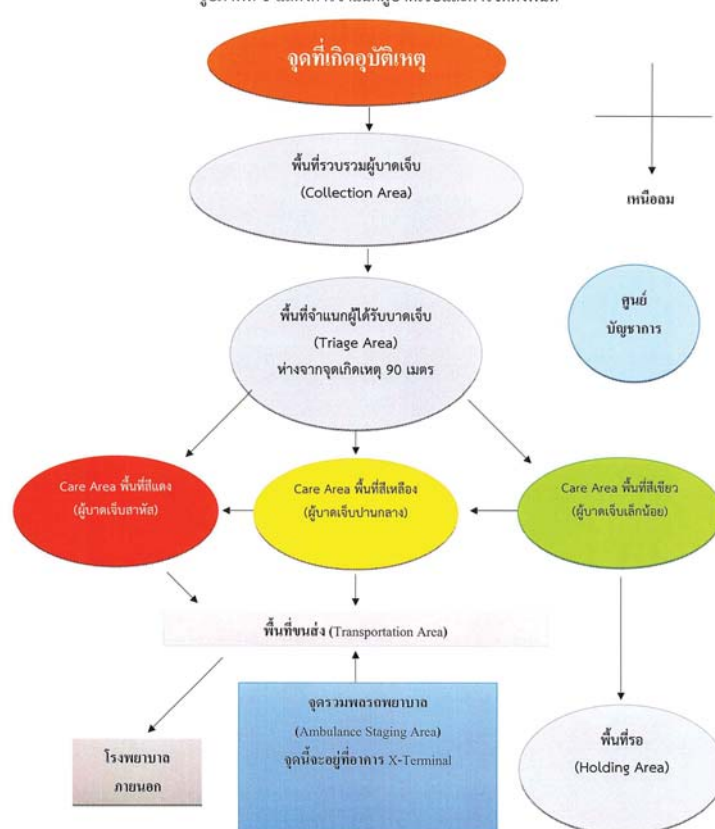 จุดที่เกิดอุบัติเหตุ
พื้นที่รวบรวมผู้บาดเจ็บ
(Collection Area)
เหนือลม
ศูนย์
บัญชาการ
พื้นที่จำแนกผู้ได้รับบาดเจ็บ
(Triage Area)
ห่างจากจุดเกิดเหตุ 90 เมตร
Care Area พื้นที่สีแดง
(ผู้บาดเจ็บสาหัส)
Care Area พื้นที่สีเหลือง
(ผู้บาดเจ็บปานกลาง)
Care Area พื้นที่สีเขียว
(ผู้บาดเจ็บเล็กน้อย)
พื้นที่ขนส่ง (Transportation Area)
จุดรวมพลรถพยาบาล
(Ambulance Staging Area)
จุดนี้จะอยู่ที่อาคาร X-Terminal
โรงพยาบาล
ภายนอก
พื้นที่รอ
(Holding Area)